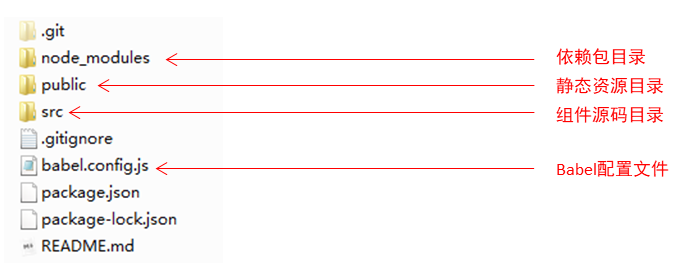 .git
node_modules 依赖包目录
public 静态资源目录
src 组件源码目录
.gitignore
babel.config.js Babel配置文件
package.json
package-lock.json
README.md